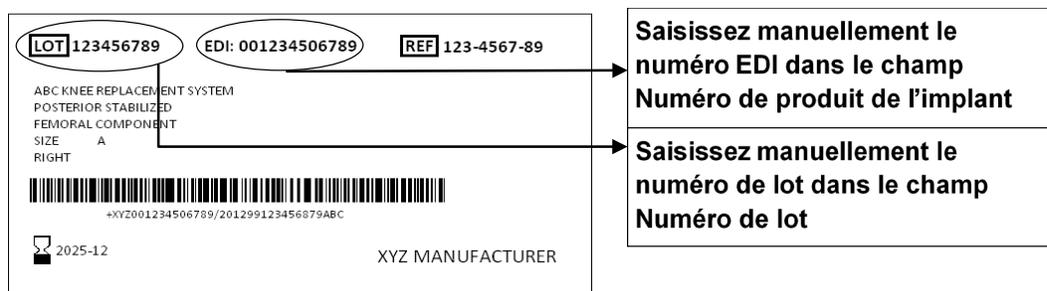 LOT 123456789 EDI: 001234506789 REF 123-4567-89
ABC KNEE REPLACEMENT SYSTEM
POSTERIOR STABILIZED
FEMORAL COMPONENT
SIZE A
RIGHT
+XYZ001234506789/201299123456879ABC
2025-12
XYZ MANUFACTURER
Saisissez manuellement le
numéro EDI dans le champ
Numéro de produit de l’implant
Saisissez manuellement le
numéro de lot dans le champ
Numéro de lot